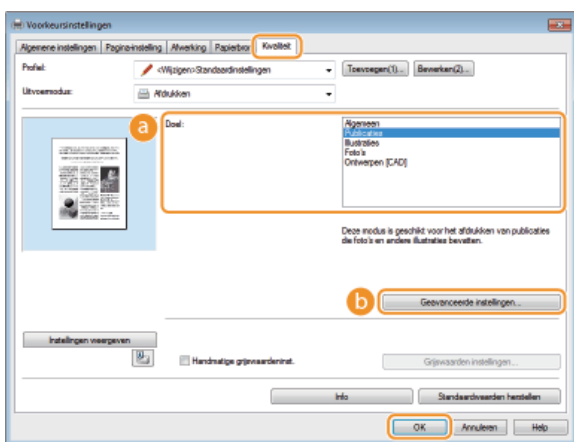 Voorkeursinstellingen
Algemene instellingen Pagina-instelling Afwerking Papierbron Kwaliteit
Profiel: <Wijzigen>Standaardinstellingen Toevoegen(1)... Bewerken(2)...
Uitvoermodus: Afdrukken
a Doel: Algemeen
Publicaties
Illustraties
Foto's
Ontwerpen [CAD]
Deze modus is geschikt voor het afdrukken van publicaties
die foto's en andere illustraties bevatten.
b Geavanceerde instellingen...
Instellingen weergeven
Handmatige grijswaardeninst. Grijswaarden instellingen...
Info Standaardwaarden herstellen
OK Annuleren Help